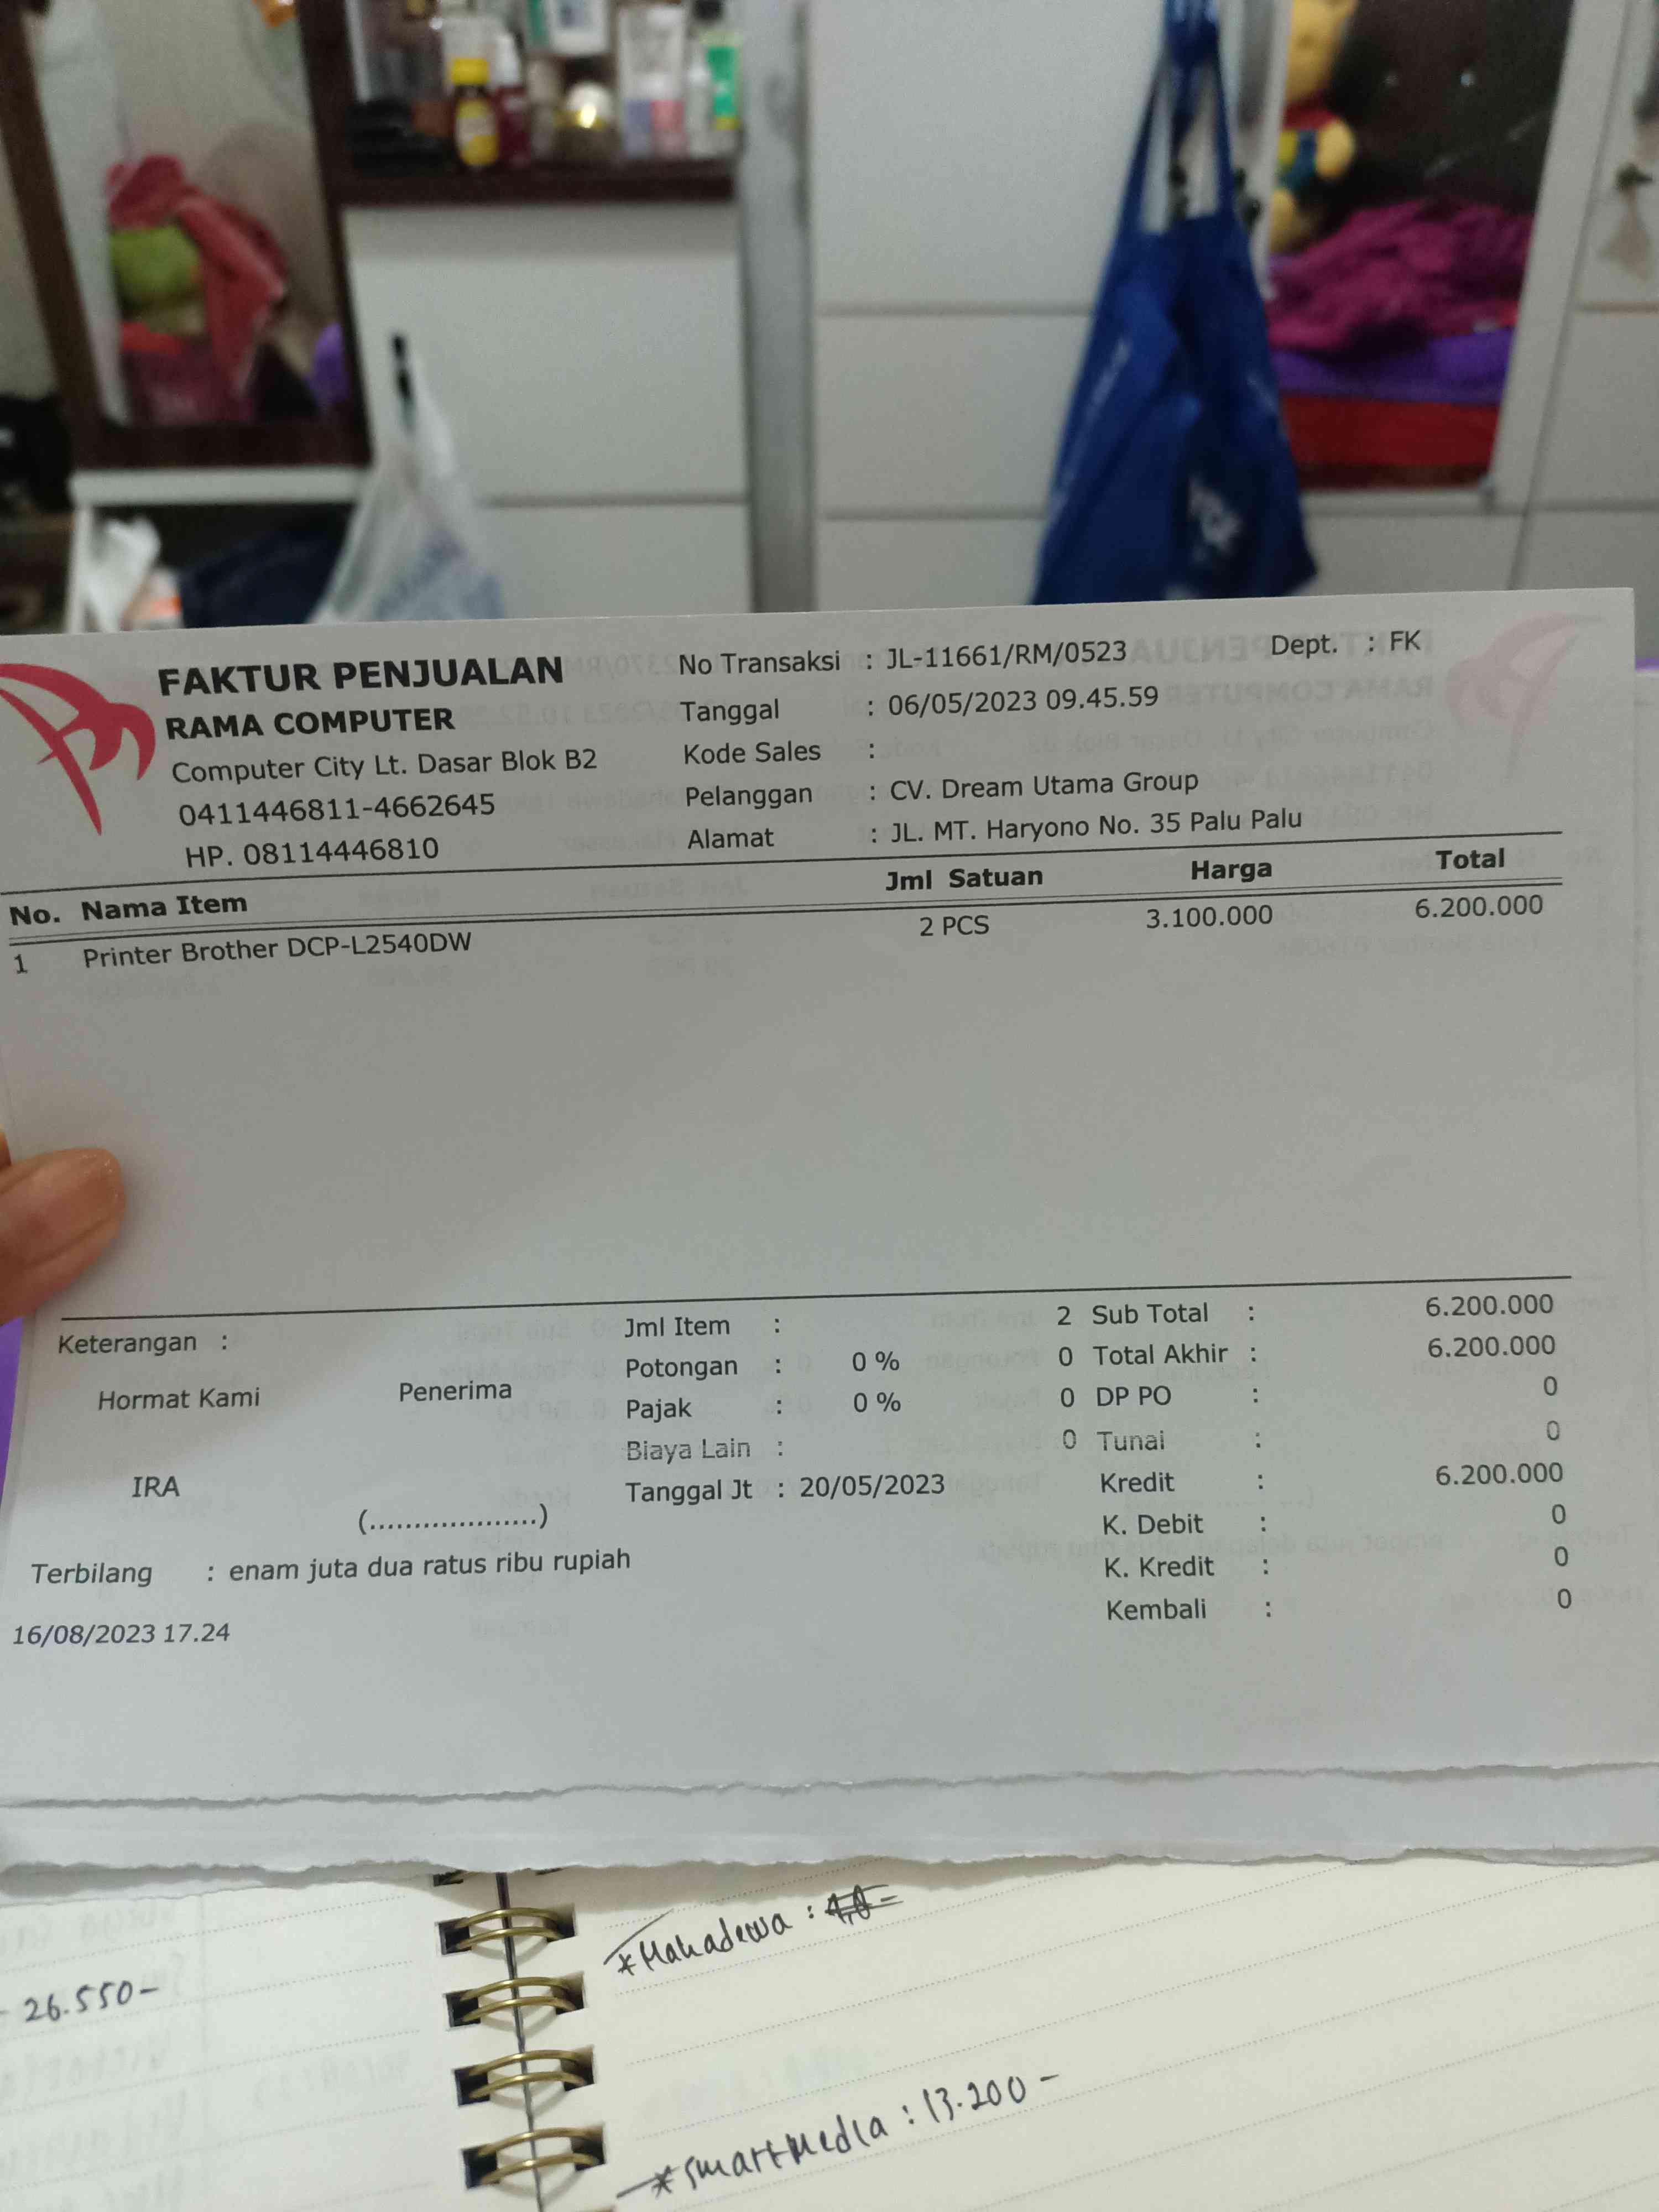 FAKTUR PENJUALAN
RAMA COMPUTER
Computer City Lt. Dasar Blok B2
0411446811-4662645
HP. 08114446810
No Transaksi : JL-11661/RM/0523
Dept. : FK
Tanggal : 06/05/2023 09.45.59
Kode Sales :
Pelanggan : CV. Dream Utama Group
Alamat : JL. MT. Haryono No. 35 Palu Palu
No. Nama Item Jml Satuan Harga Total
1 Printer Brother DCP-L2540DW 2 PCS 3.100.000 6.200.000
Keterangan :
Hormat Kami Penerima
IRA
(...................)
Jml Item : 2
Potongan : 0 % 0
Pajak : 0 % 0
Biaya Lain : 0
Tanggal Jt : 20/05/2023
Sub Total : 6.200.000
Total Akhir : 6.200.000
DP PO : 0
Tunai : 0
Kredit : 6.200.000
K. Debit : 0
K. Kredit : 0
Kembali : 0
Terbilang : enam juta dua ratus ribu rupiah
16/08/2023 17.24
- 26.550-
*Mahadewa :
*Smartmedia : 13.200 -